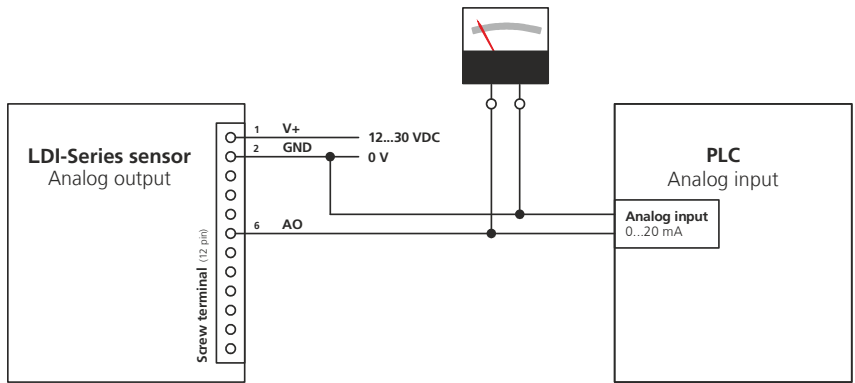 LDI-Series sensor
Analog output
Screw terminal (12 pin)
1 V+ 12...30 VDC
2 GND 0 V
6 AO
PLC
Analog input
Analog input
0...20 mA